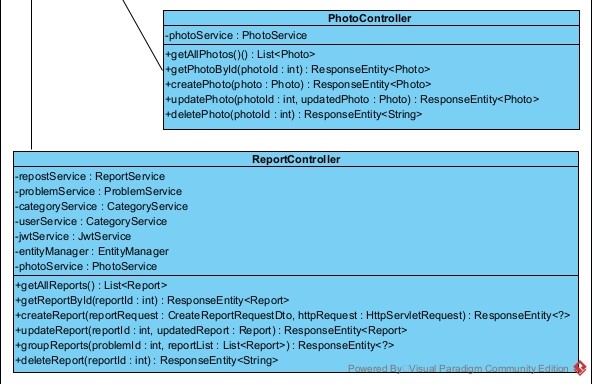 PhotoController
-photoService : PhotoService
+getAllPhotos()() : List<Photo>
+getPhotoById(photoId : int) : ResponseEntity<Photo>
+createPhoto(photo : Photo) : ResponseEntity<Photo>
+updatePhoto(photoId : int, updatedPhoto : Photo) : ResponseEntity<Photo>
+deletePhoto(photoId : int) : ResponseEntity<String>
ReportController
-repostService : ReportService
-problemService : ProblemService
-categoryService : CategoryService
-userService : CategoryService
-jwtService : JwtService
-entityManager : EntityManager
-photoService : PhotoService
+getAllReports() : List<Report>
+getReportById(reportId : int) : ResponseEntity<Report>
+createReport(reportRequest : CreateReportRequestDto, httpRequest : HttpServletRequest) : ResponseEntity<?>
+updateReport(reportId : int, updatedReport : Report) : ResponseEntity<Report>
+groupReports(problemId : int, reportList : List<Report>) : ResponseEntity<?>
+deleteReport(reportId : int) : ResponseEntity<String>
Powered By: Visual Paradigm Community Edition